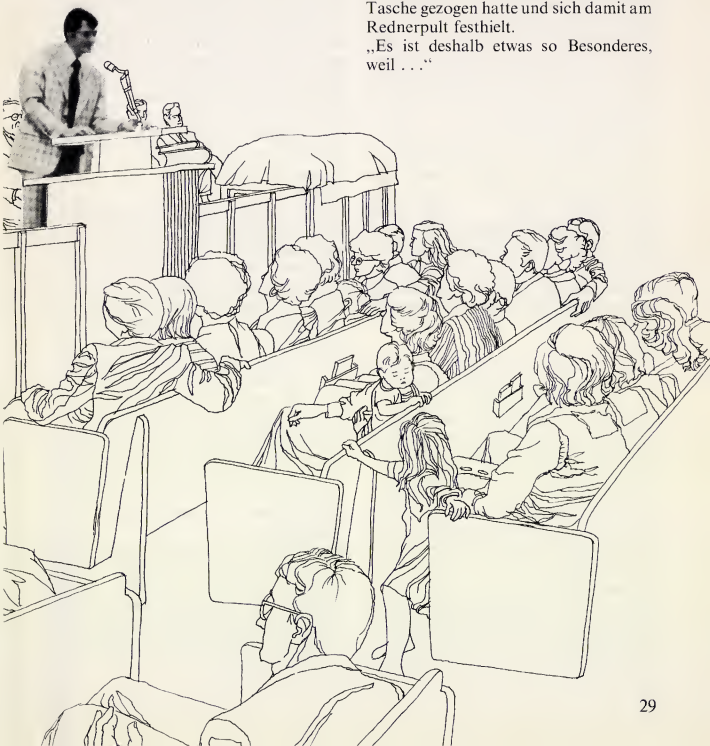 Tasche gezogen hatte und sich damit am
Rednerpult festhielt.
„Es ist deshalb etwas so Besonderes,
weil . . .“
29